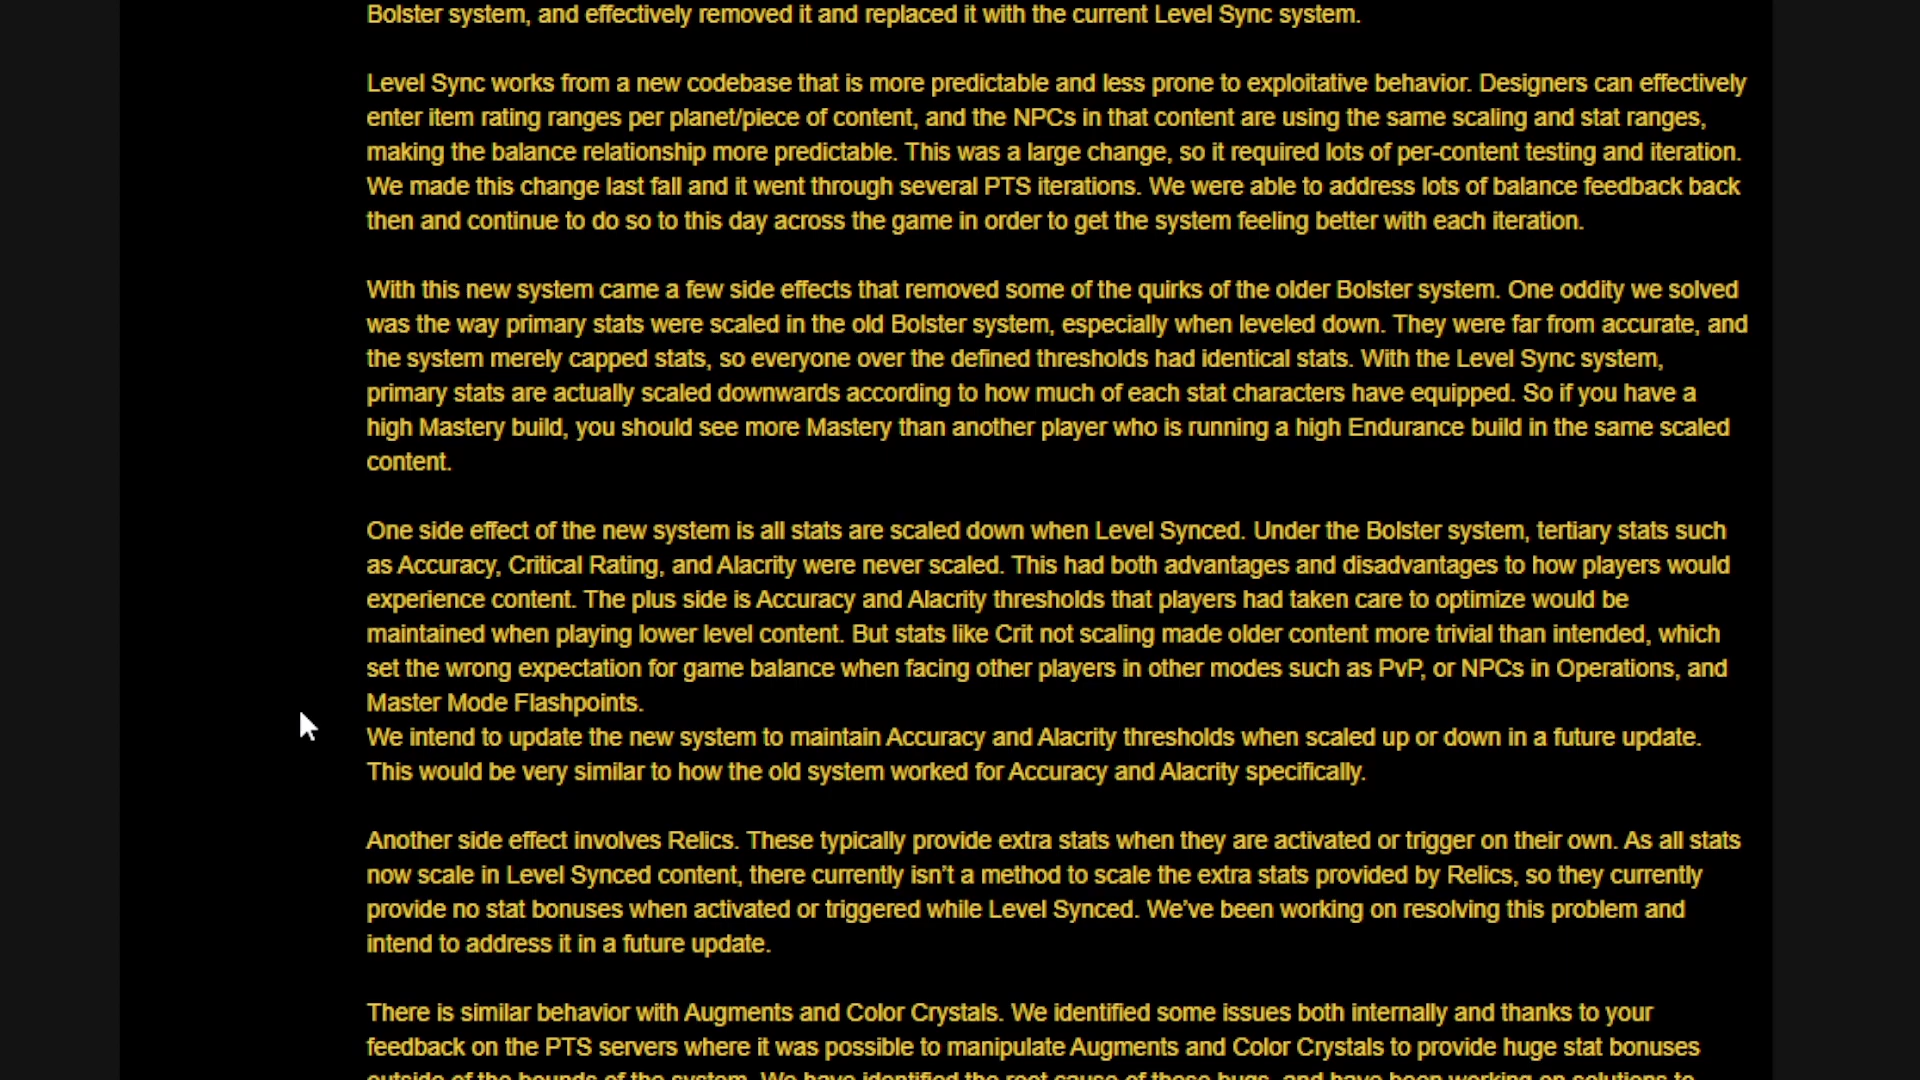 Bolster system, and effectively removed it and replaced it with the current Level Sync system.
Level Sync works from a new codebase that is more predictable and less prone to exploitative behavior. Designers can effectively
enter item rating ranges per planet/piece of content, and the NPCs in that content are using the same scaling and stat ranges,
making the balance relationship more predictable. This was a large change, so it required lots of per-content testing and iteration.
We made this change last fall and it went through several PTS iterations. We were able to address lots of balance feedback back
then and continue to do so to this day across the game in order to get the system feeling better with each iteration.
With this new system came a few side effects that removed some of the quirks of the older Bolster system. One oddity we solved
was the way primary stats were scaled in the old Bolster system, especially when leveled down. They were far from accurate, and
the system merely capped stats, so everyone over the defined thresholds had identical stats. With the Level Sync system,
primary stats are actually scaled downwards according to how much of each stat characters have equipped. So if you have a
high Mastery build, you should see more Mastery than another player who is running a high Endurance build in the same scaled
content.
One side effect of the new system is all stats are scaled down when Level Synced. Under the Bolster system, tertiary stats such
as Accuracy, Critical Rating, and Alacrity were never scaled. This had both advantages and disadvantages to how players would
experience content. The plus side is Accuracy and Alacrity thresholds that players had taken care to optimize would be
maintained when playing lower level content. But stats like Crit not scaling made older content more trivial than intended, which
set the wrong expectation for game balance when facing other players in other modes such as PvP, or NPCs in Operations, and
Master Mode Flashpoints.
We intend to update the new system to maintain Accuracy and Alacrity thresholds when scaled up or down in a future update.
This would be very similar to how the old system worked for Accuracy and Alacrity specifically.
Another side effect involves Relics. These typically provide extra stats when they are activated or trigger on their own. As all stats
now scale in Level Synced content, there currently isn't a method to scale the extra stats provided by Relics, so they currently
provide no stat bonuses when activated or triggered while Level Synced. We've been working on resolving this problem and
intend to address it in a future update.
There is similar behavior with Augments and Color Crystals. We identified some issues both internally and thanks to your
feedback on the PTS servers where it was possible to manipulate Augments and Color Crystals to provide huge stat bonuses
outside of the bounds of the system. We have identified the root cause of these bugs, and have been working on solutions to